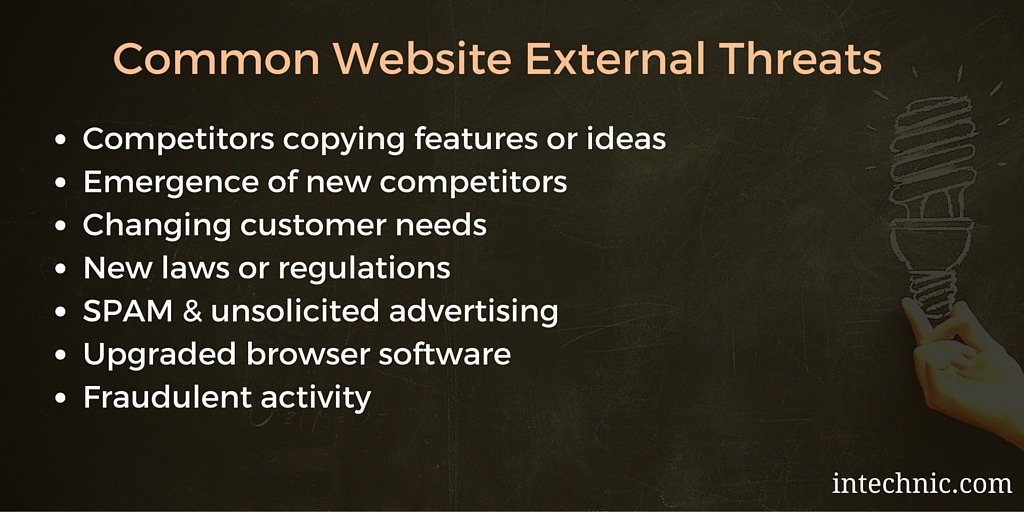 Common Website External Threats
• Competitors copying features or ideas
• Emergence of new competitors
• Changing customer needs
• New laws or regulations
• SPAM & unsolicited advertising
• Upgraded browser software
• Fraudulent activity
intechnic.com